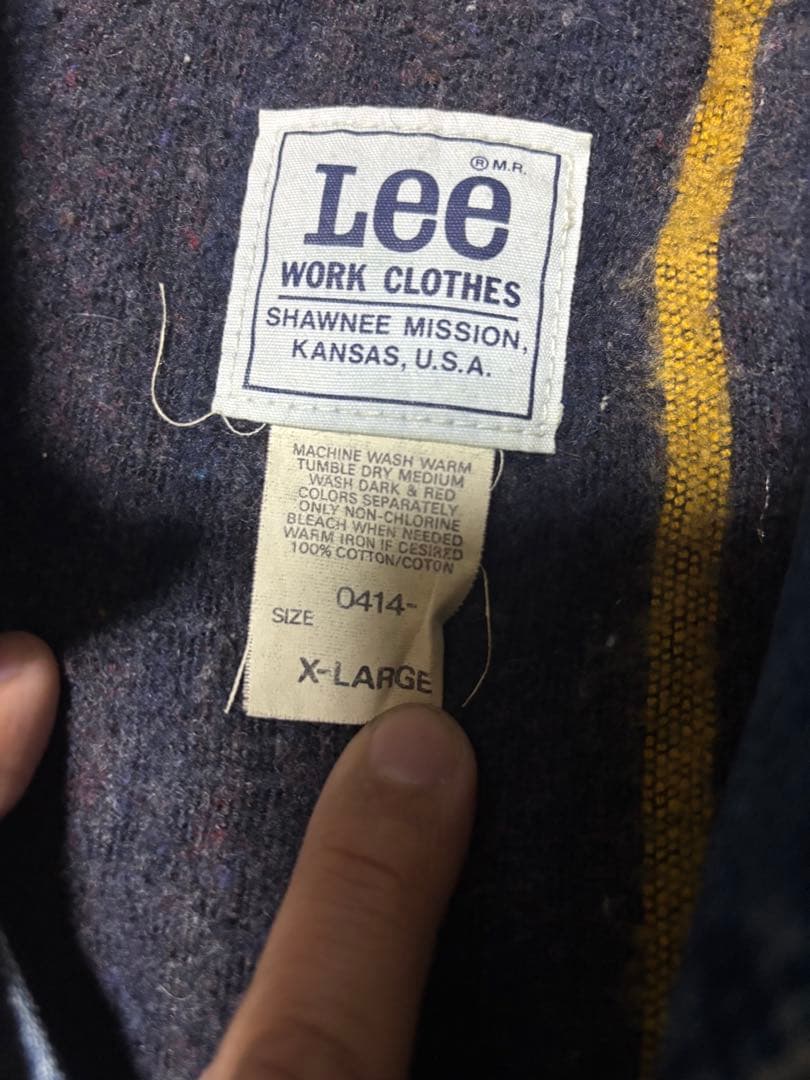 ® M.R.
Lee
WORK CLOTHES
SHAWNEE MISSION,
KANSAS, U.S.A.
MACHINE WASH WARM
TUMBLE DRY MEDIUM
WASH DARK & RED
COLORS SEPARATELY
ONLY NON-CHLORINE
BLEACH WHEN NEEDED
WARM IRON IF DESIRED
100% COTTON/COTON
0414-
SIZE
X-LARGE